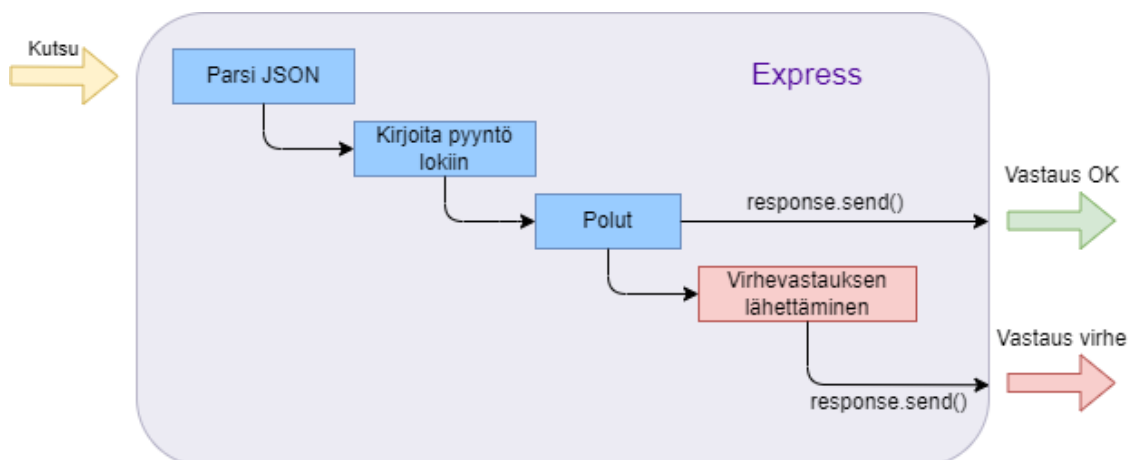 Kutsu
Parsi JSON
Express
Kirjoita pyyntö
lokiin
Polut
response.send()
Vastaus OK
Virhevastauksen
lähettäminen
Vastaus virhe
response.send()